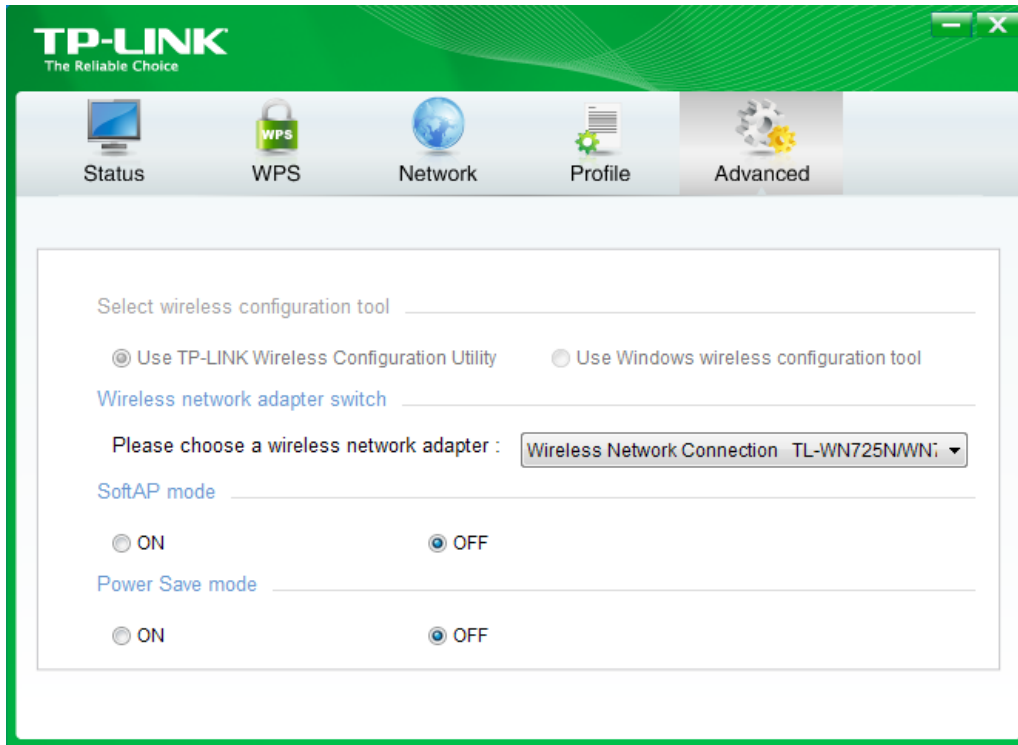 TP-LINK
The Reliable Choice
WPS
Status WPS Network Profile Advanced
Select wireless configuration tool
Use TP-LINK Wireless Configuration Utility Use Windows wireless configuration tool
Wireless network adapter switch
Please choose a wireless network adapter : Wireless Network Connection TL-WN725N/WN7
SoftAP mode
ON OFF
Power Save mode
ON OFF